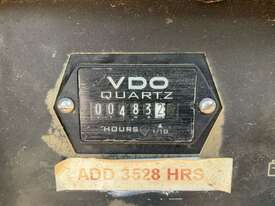 VDO
QUARTZ
004832
HOURS 1/10
ADD 3528 HRS